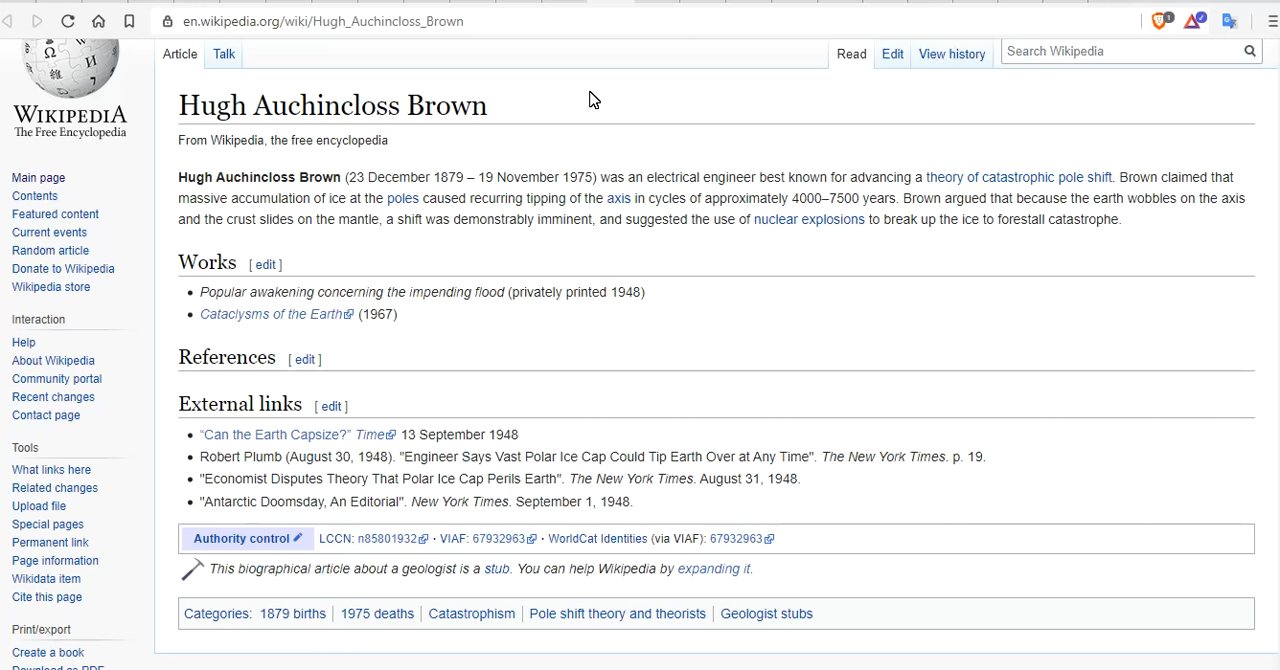 en.wikipedia.org/wiki/Hugh_Auchincloss_Brown
1
WIKIPEDIA
The Free Encyclopedia
Main page
Contents
Featured content
Current events
Random article
Donate to Wikipedia
Wikipedia store
Interaction
Help
About Wikipedia
Community portal
Recent changes
Contact page
Tools
What links here
Related changes
Upload file
Special pages
Permanent link
Page information
Wikidata item
Cite this page
Print/export
Create a book
Download as PDF
Article Talk Read Edit View history Search Wikipedia
Hugh Auchincloss Brown
From Wikipedia, the free encyclopedia
Hugh Auchincloss Brown (23 December 1879 – 19 November 1975) was an electrical engineer best known for advancing a theory of catastrophic pole shift. Brown claimed that
massive accumulation of ice at the poles caused recurring tipping of the axis in cycles of approximately 4000–7500 years. Brown argued that because the earth wobbles on the axis
and the crust slides on the mantle, a shift was demonstrably imminent, and suggested the use of nuclear explosions to break up the ice to forestall catastrophe.
Works [ edit ]
Popular awakening concerning the impending flood (privately printed 1948)
Cataclysms of the Earth (1967)
References [ edit ]
External links [ edit ]
“Can the Earth Capsize?” Time 13 September 1948
Robert Plumb (August 30, 1948). "Engineer Says Vast Polar Ice Cap Could Tip Earth Over at Any Time". The New York Times. p. 19.
"Economist Disputes Theory That Polar Ice Cap Perils Earth". The New York Times. August 31, 1948.
"Antarctic Doomsday, An Editorial". New York Times. September 1, 1948.
Authority control LCCN: n85801932 · VIAF: 67932963 · WorldCat Identities (via VIAF): 67932963
This biographical article about a geologist is a stub. You can help Wikipedia by expanding it.
Categories: 1879 births | 1975 deaths | Catastrophism | Pole shift theory and theorists | Geologist stubs